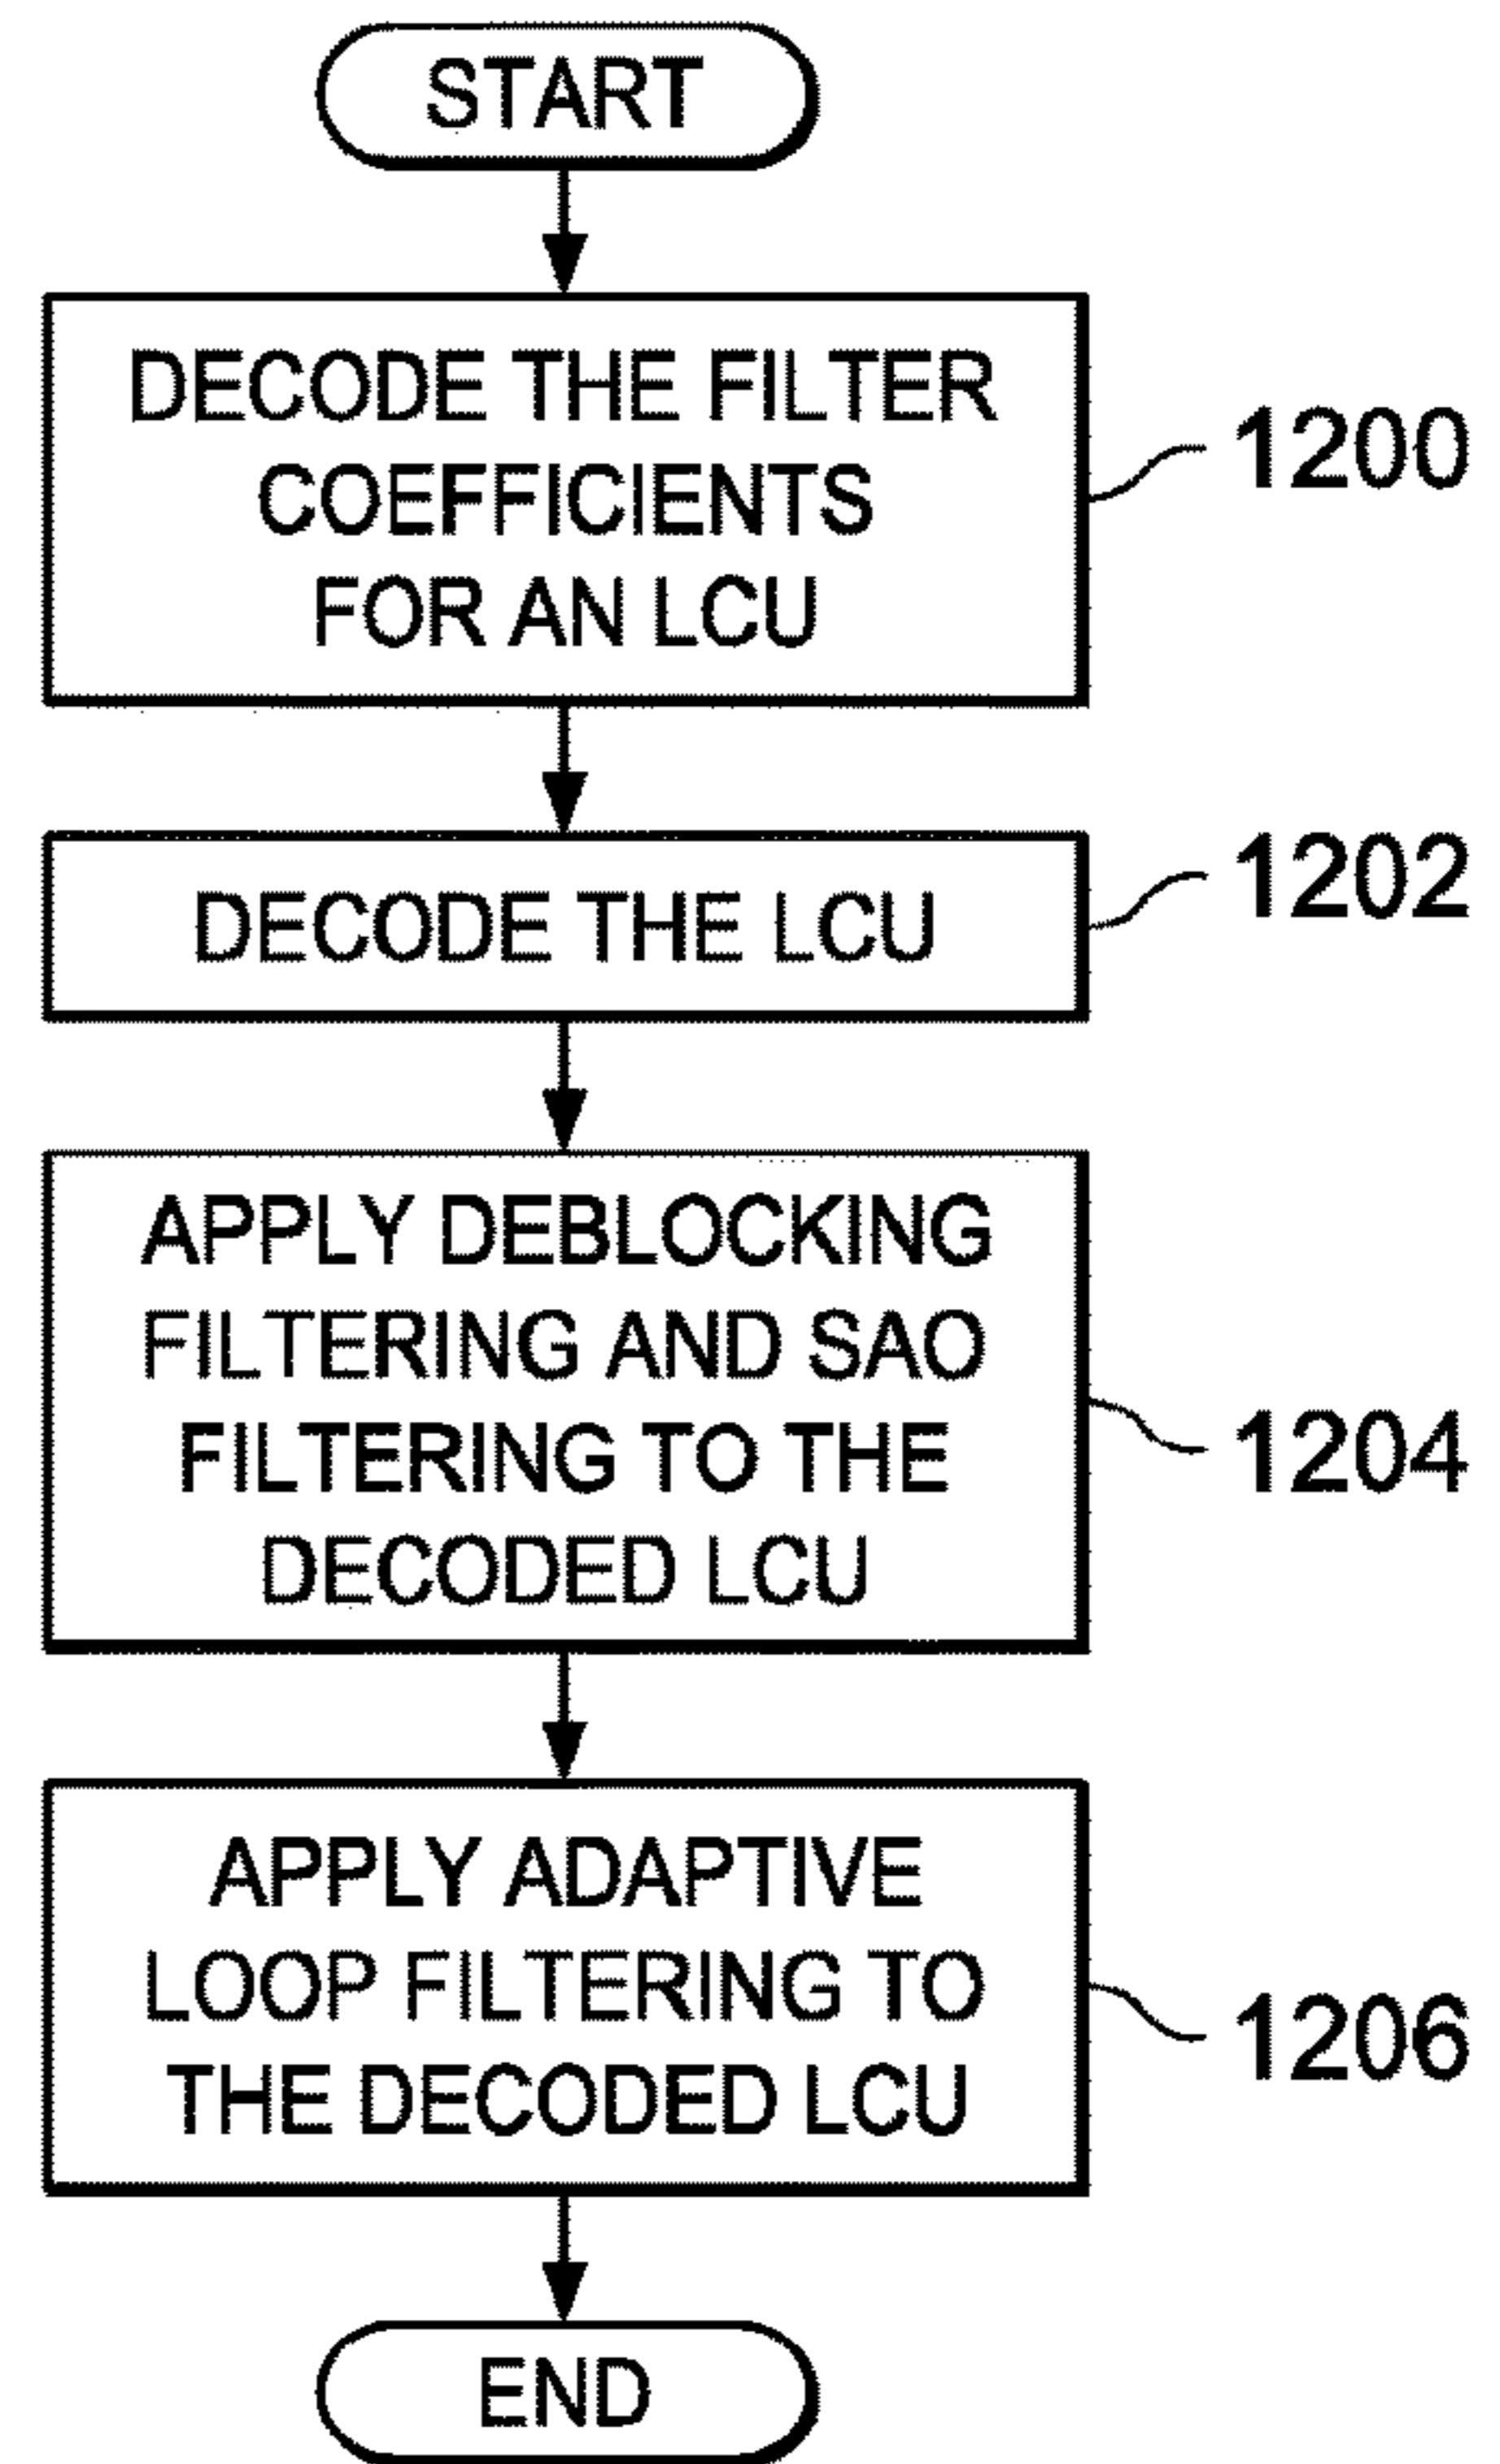 START
DECODE THE FILTER
COEFFICIENTS
FOR AN LCU
1200
DECODE THE LCU
1202
APPLY DEBLOCKING
FILTERING AND SAO
FILTERING TO THE
DECODED LCU
1204
APPLY ADAPTIVE
LOOP FILTERING TO
THE DECODED LCU
1206
END